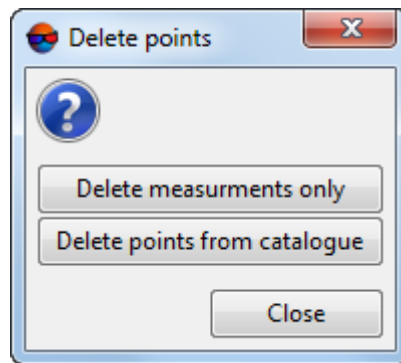 Delete points
Delete measurments only
Delete points from catalogue
Close